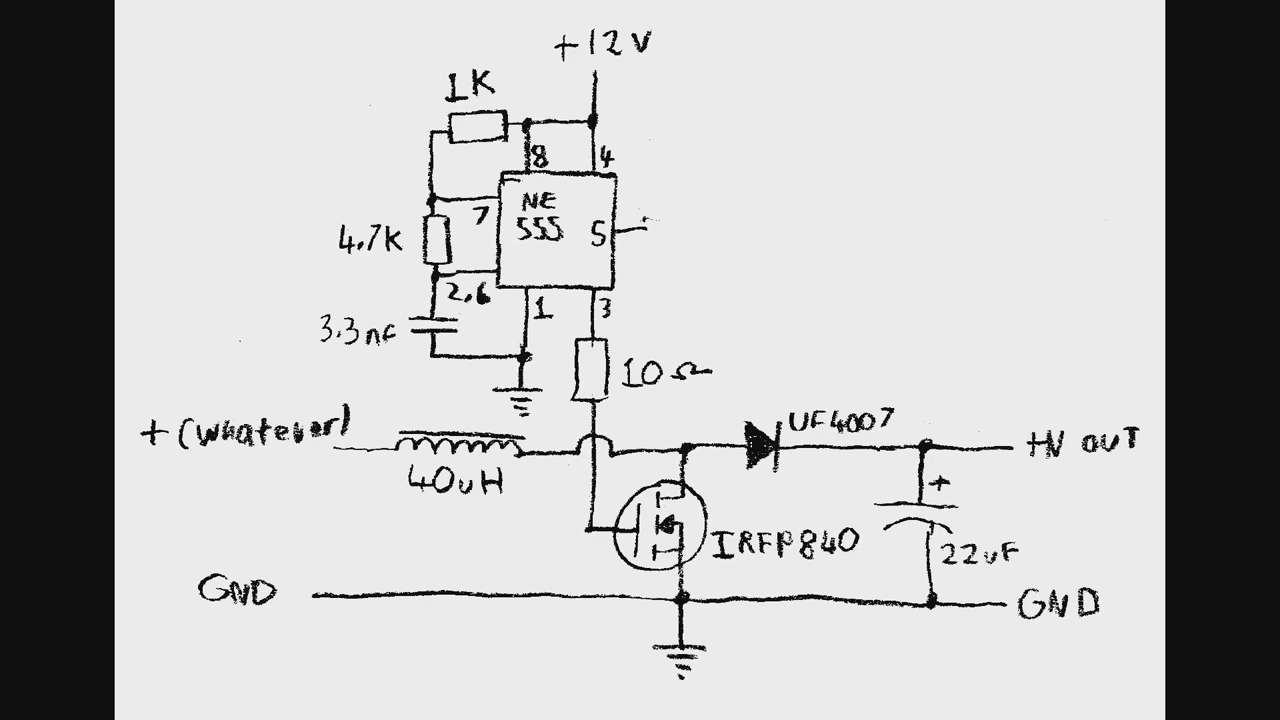 +12V
1K
8
4
NE
555
7
5
4.7K
2,6
1
3
3.3nF
10Ω
+(whatever)
UF4007
+V OUT
40uH
+
IRFP840
22uF
GND
GND